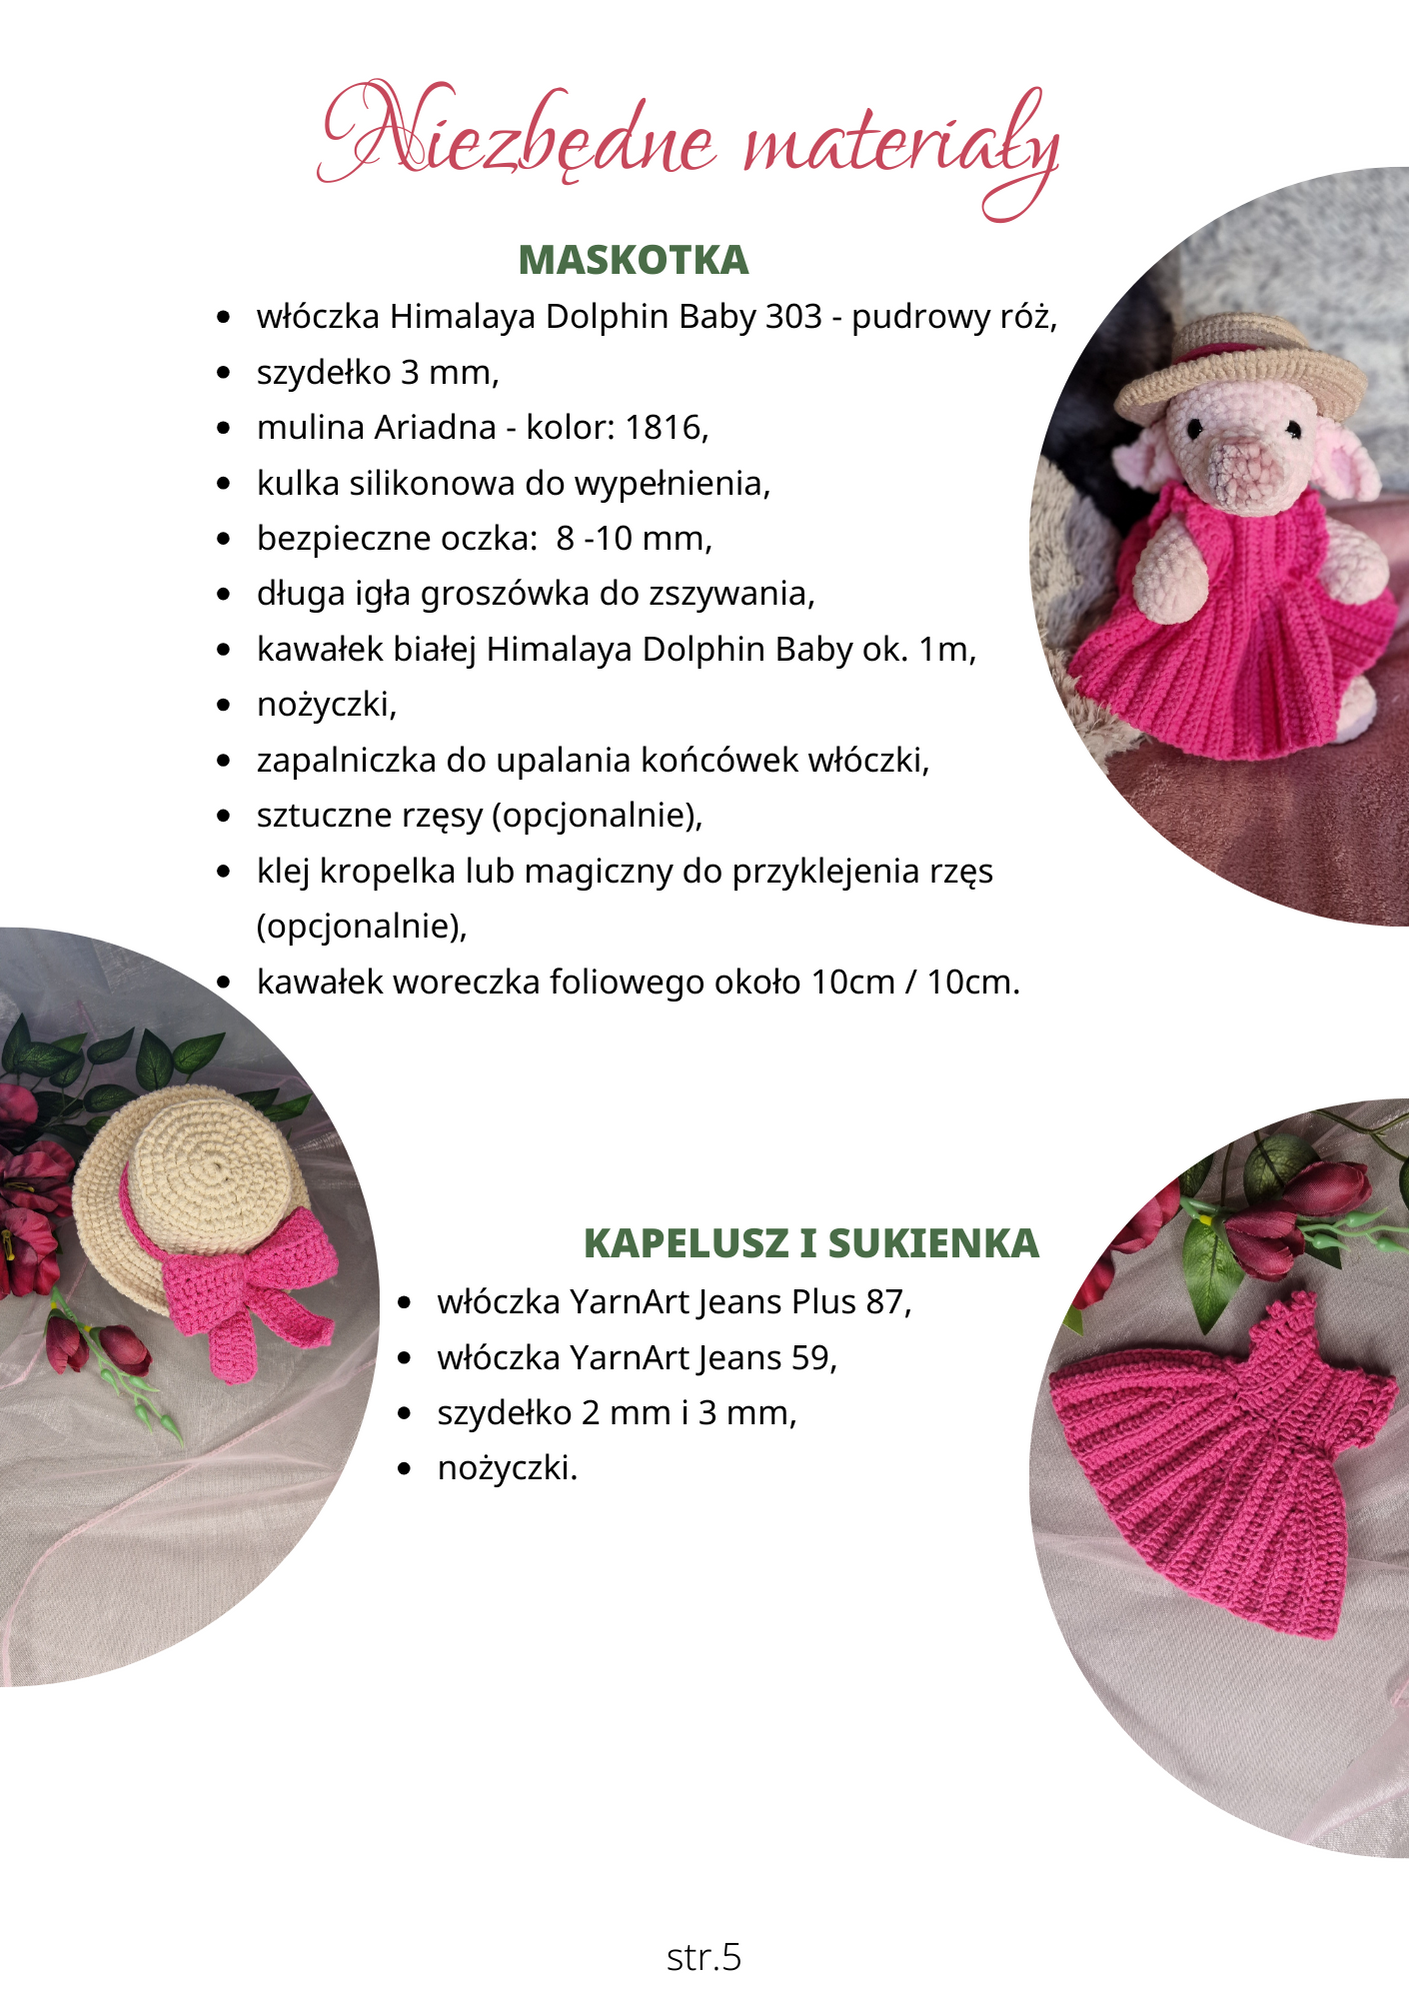 Niezbędne materiały
MASKOTKA
• włóczka Himalaya Dolphin Baby 303 - pudrowy róż,
• szydełko 3 mm,
• mulina Ariadna - kolor: 1816,
• kulka silikonowa do wypełnienia,
• bezpieczne oczka:  8 -10 mm,
• długa igła groszówka do zszywania,
• kawałek białej Himalaya Dolphin Baby ok. 1m,
• nożyczki,
• zapalniczka do upalania końcówek włóczki,
• sztuczne rzęsy (opcjonalnie),
• klej kropelka lub magiczny do przyklejenia rzęs
(opcjonalnie),
• kawałek woreczka foliowego około 10cm / 10cm.
KAPELUSZ I SUKIENKA
• włóczka YarnArt Jeans Plus 87,
• włóczka YarnArt Jeans 59,
• szydełko 2 mm i 3 mm,
• nożyczki.
str.5